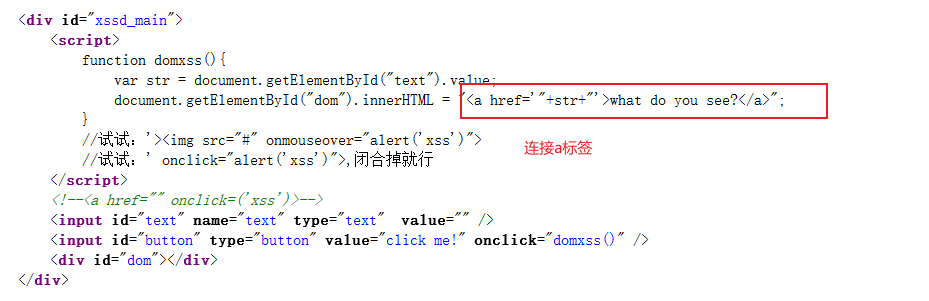 <div id="xssd_main">
<script>
function domxss(){
var str = document.getElementById("text").value;
document.getElementById("dom").innerHTML = "<a href='"+str+"'>what do you see?</a>";
}
//试试：'><img src="#" onmouseover="alert('xss')">
//试试：' onclick="alert('xss')">,闭合掉就行
连接a标签
</script>
<!--<a href="" onclick=('xss')>-->
<input id="text" name="text" type="text"  value="" />
<input id="button" type="button" value="click me!" onclick="domxss()" />
<div id="dom"></div>
</div>